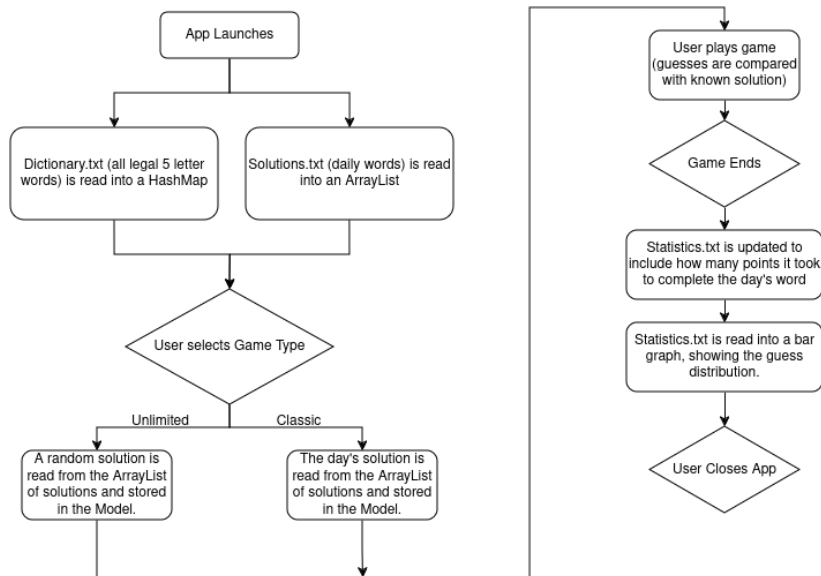 App Launches
Dictionary.txt (all legal 5 letter
words) is read into a HashMap
Solutions.txt (daily words) is read
into an ArrayList
User selects Game Type
Unlimited
Classic
A random solution is
read from the ArrayList
of solutions and stored
in the Model.
The day's solution is
read from the ArrayList
of solutions and stored
in the Model.
User plays game
(guesses are compared
with known solution)
Game Ends
Statistics.txt is updated to
include how many points it took
to complete the day's word
Statistics.txt is read into a bar
graph, showing the guess
distribution.
User Closes App